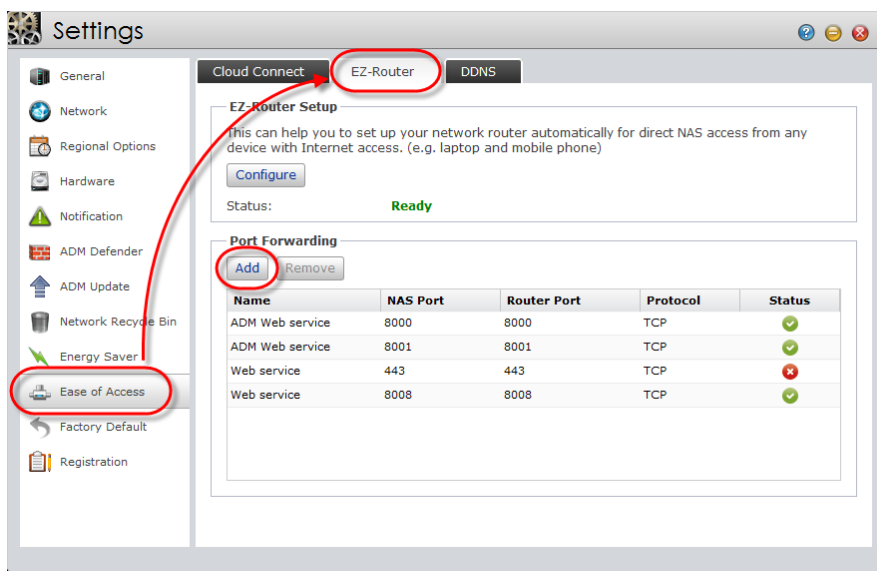 Settings
General
Network
Regional Options
Hardware
Notification
ADM Defender
ADM Update
Network Recycle Bin
Energy Saver
Ease of Access
Factory Default
Registration
Cloud Connect EZ-Router DDNS
EZ-Router Setup
This can help you to set up your network router automatically for direct NAS access from any
device with Internet access. (e.g. laptop and mobile phone)
Configure
Status: Ready
Port Forwarding
Add Remove
Name NAS Port Router Port Protocol Status
ADM Web service 8000 8000 TCP
ADM Web service 8001 8001 TCP
Web service 443 443 TCP
Web service 8008 8008 TCP